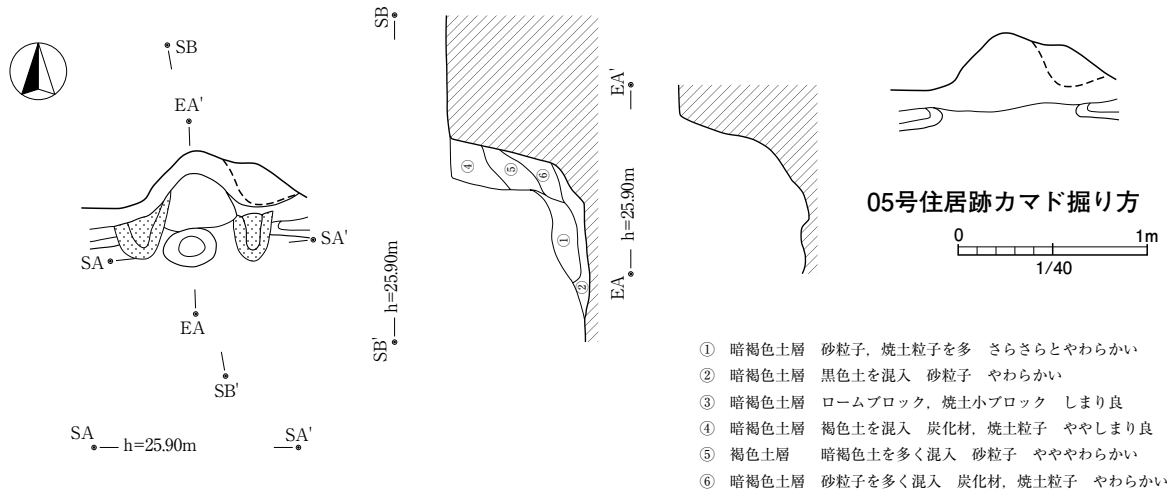 SB
EA'
SA'
SA
EA
SB'
SA
h=25.90m
SA'
SB
h=25.90m
SB'
④
⑤
⑥
①
②
EA'
h=25.90m
EA
05号住居跡カマド掘り方
0
1m
1/40
① 暗褐色土層 砂粒子，焼土粒子を多 さらさらとやわらかい
② 暗褐色土層 黒色土を混入 砂粒子 やわらかい
③ 暗褐色土層 ロームブロック，焼土小ブロック しまり良
④ 暗褐色土層 褐色土を混入 炭化材，焼土粒子 ややしまり良
⑤ 褐色土層 暗褐色土を多く混入 砂粒子 やややわらかい
⑥ 暗褐色土層 砂粒子を多く混入 炭化材，焼土粒子 やわらかい